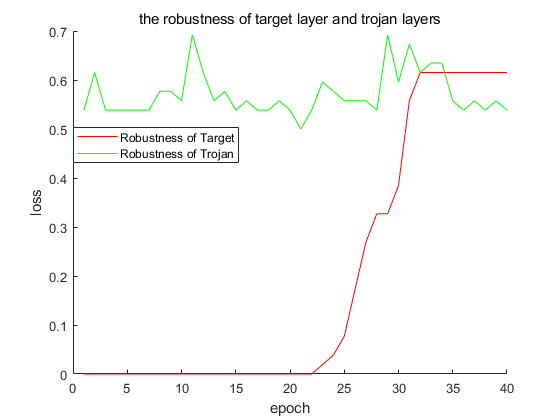 the robustness of target layer and trojan layers
0.7
0.6
0.5
0.4
0.3
0.2
0.1
0
loss
Robustness of Target
Robustness of Trojan
0 5 10 15 20 25 30 35 40
epoch